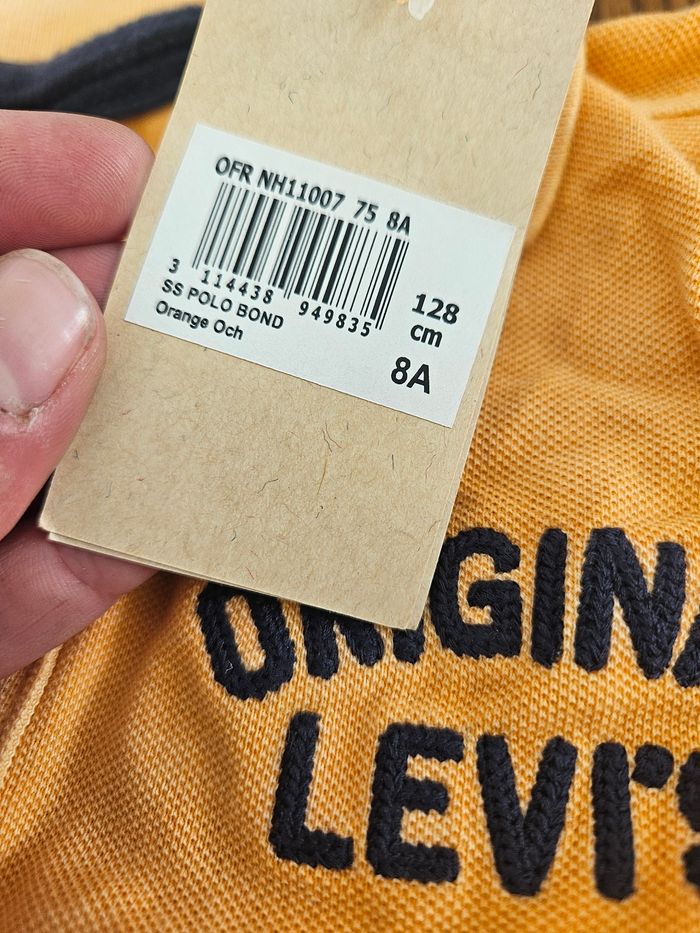 OFR NH11007 75 8A
3 114438 949835
SS POLO BOND
Orange Och
128
cm
8A
ORIGINA
LEVI'S